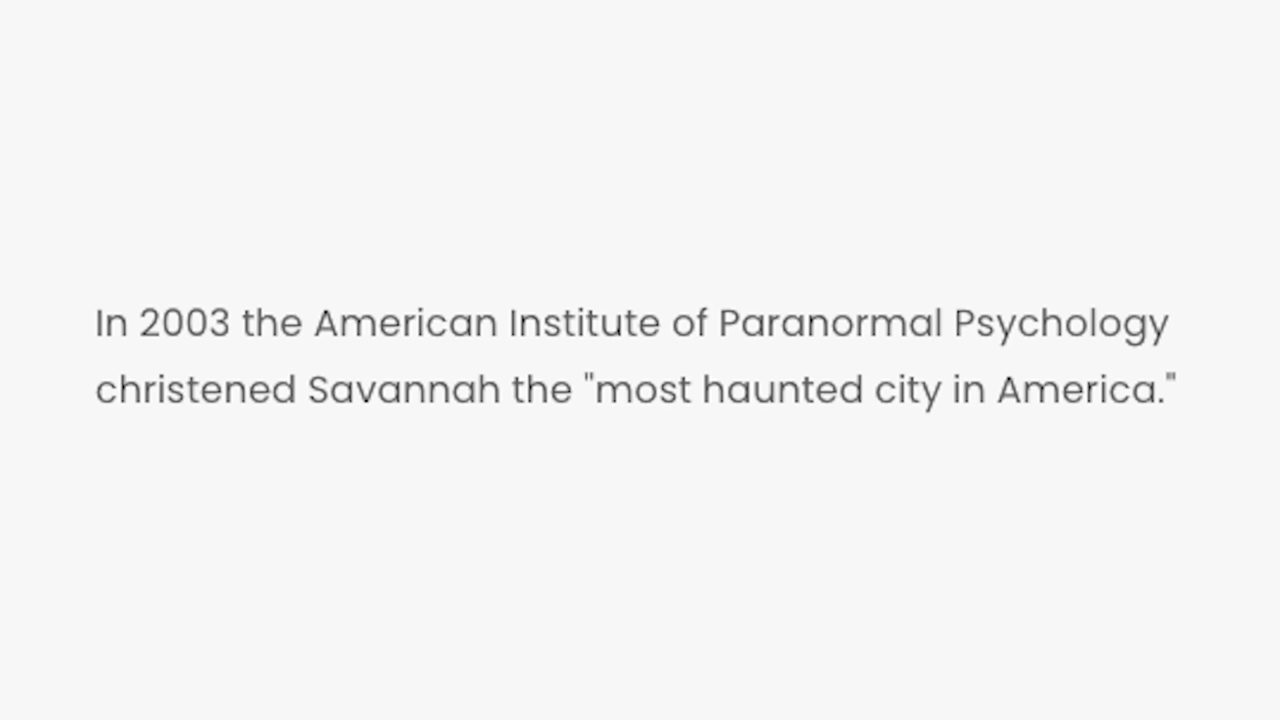 In 2003 the American Institute of Paranormal Psychology
christened Savannah the "most haunted city in America."